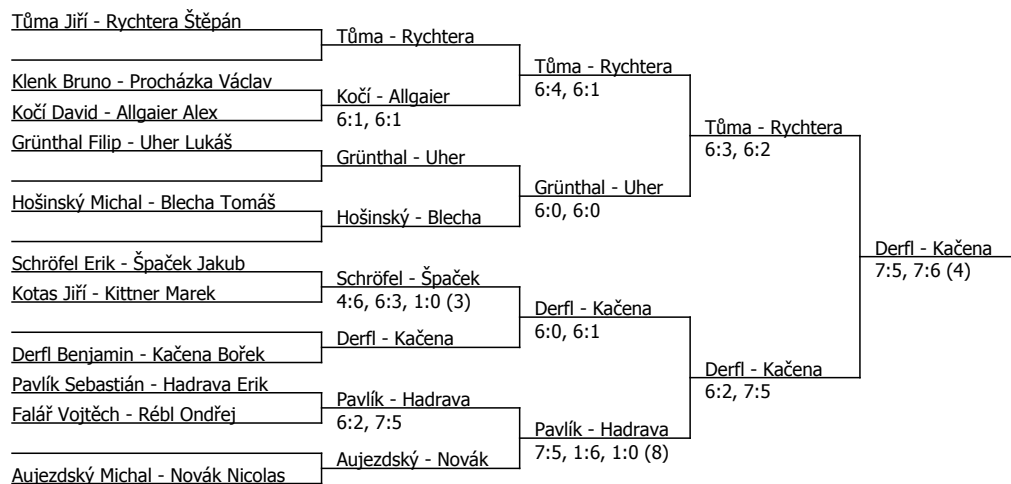 Tůma Jiří - Rychtera Štěpán
Klenk Bruno - Procházka Václav
Kočí David - Allgaier Alex
Grünthal Filip - Uher Lukáš
Hošinský Michal - Blecha Tomáš
Schröfel Erik - Špaček Jakub
Kotas Jiří - Kittner Marek
Derfl Benjamin - Kačena Bořek
Pavlík Sebastián - Hadrava Erik
Falář Vojtěch - Rébl Ondřej
Aujezdský Michal - Novák Nicolas
Tůma - Rychtera
Kočí - Allgaier
6:1, 6:1
Grünthal - Uher
Hošinský - Blecha
Schröfel - Špaček
4:6, 6:3, 1:0 (3)
Derfl - Kačena
Pavlík - Hadrava
6:2, 7:5
Aujezdský - Novák
Tůma - Rychtera
6:4, 6:1
Grünthal - Uher
6:0, 6:0
Derfl - Kačena
6:0, 6:1
Pavlík - Hadrava
7:5, 1:6, 1:0 (8)
Tůma - Rychtera
6:3, 6:2
Derfl - Kačena
6:2, 7:5
Derfl - Kačena
7:5, 7:6 (4)